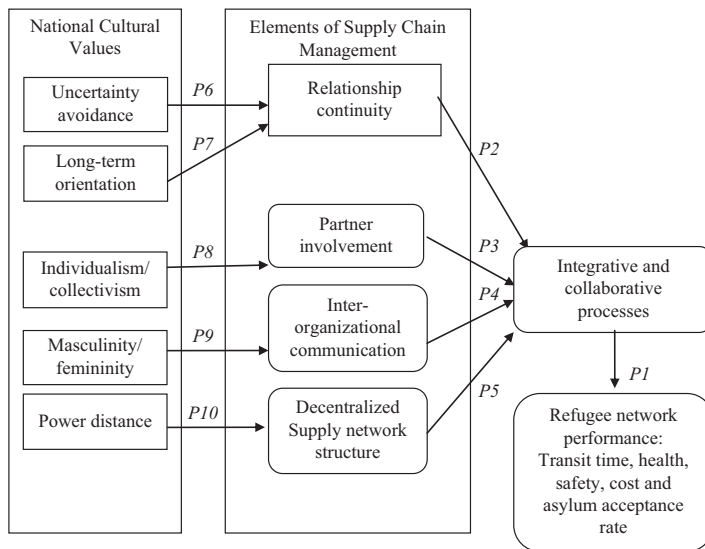 National Cultural
Values
Elements of Supply Chain
Management
Uncertainty
avoidance
P6
Relationship
continuity
P7
Long-term
orientation
P2
Partner
involvement
P8
P3
Individualism/
collectivism
Integrative and
collaborative
processes
P4
Inter-
organizational
communication
Masculinity/
femininity
P9
P1
P5
Power distance
P10
Decentralized
Supply network
structure
Refugee network
performance:
Transit time, health,
safety, cost and
asylum acceptance
rate